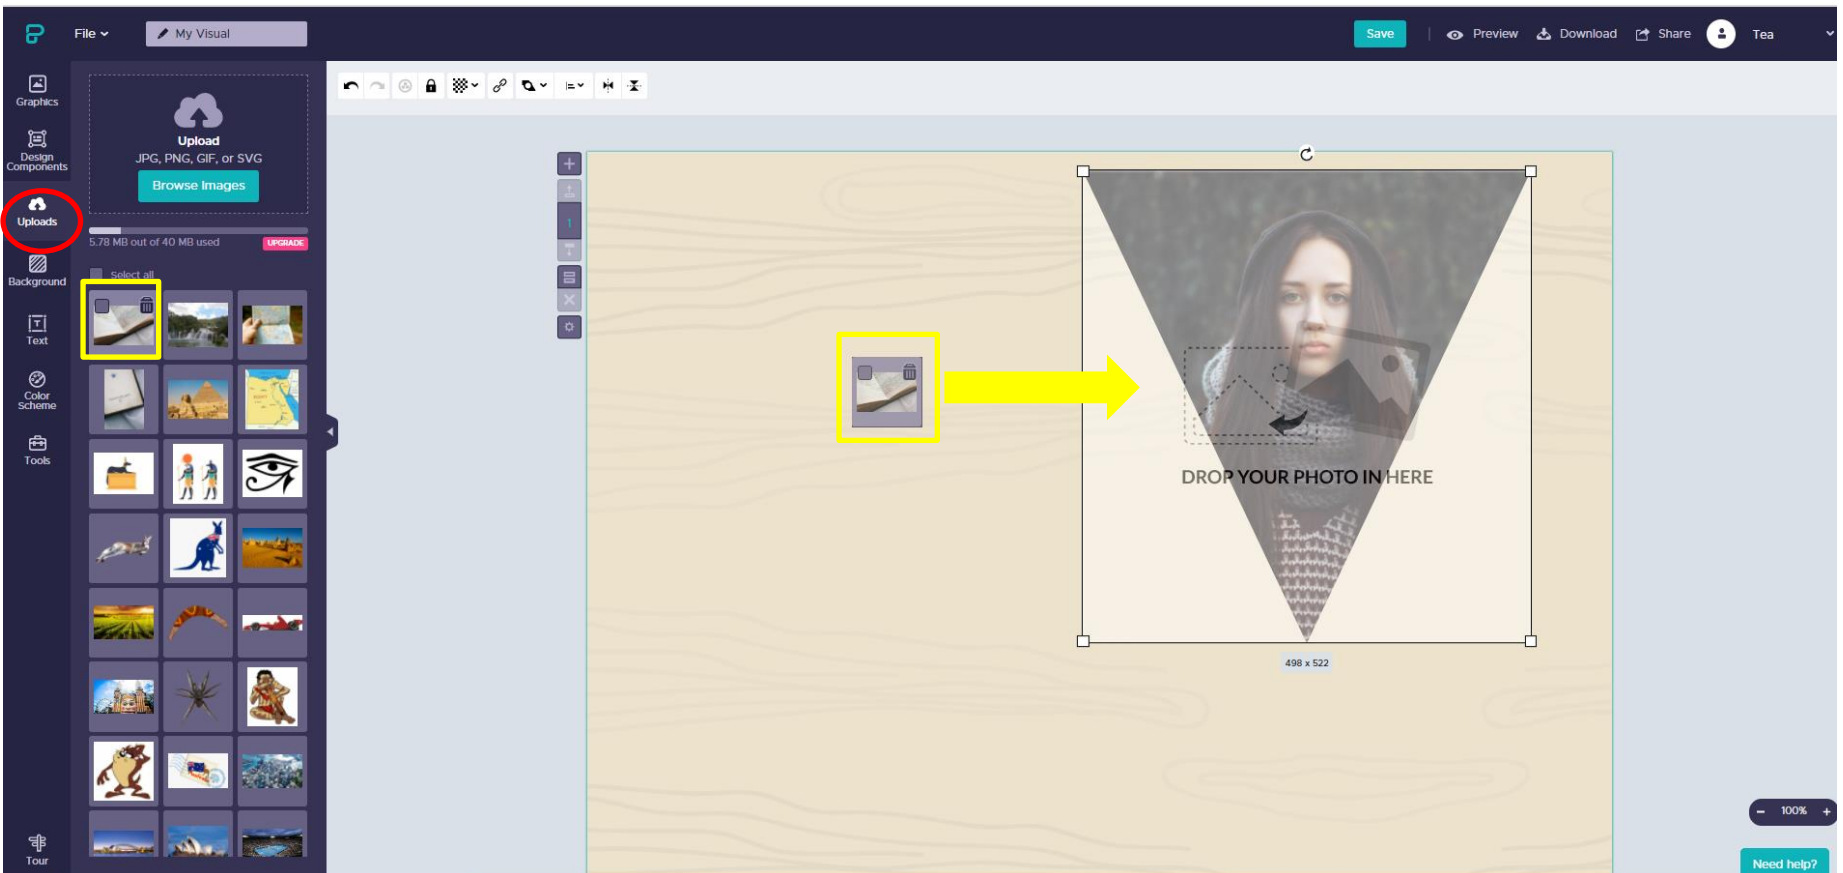 File
My Visual
Save
Preview
Download
Share
Tea
Graphics
Design
Components
Uploads
Background
Text
Color
Scheme
Tools
Tour
Upload
JPG, PNG, GIF, or SVG
Browse Images
5.78 MB out of 40 MB used
UPGRADE
Select all
1
DROP YOUR PHOTO IN HERE
498 x 522
- 100% +
Need help?